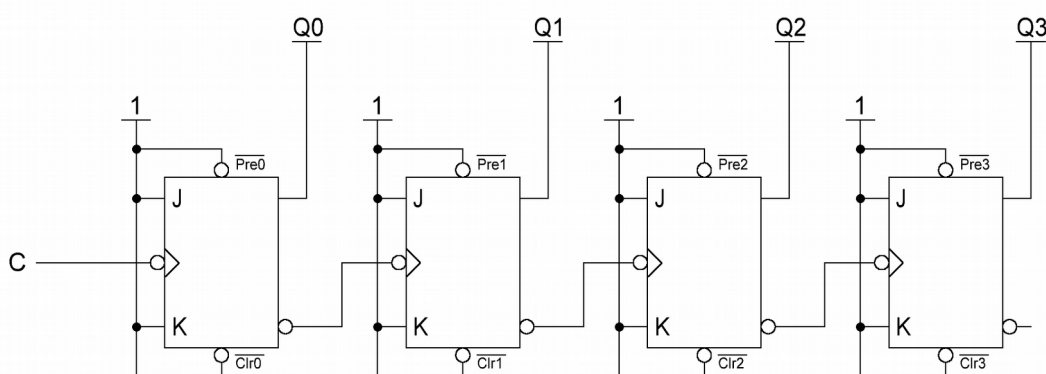 Q0 Q1 Q2 Q3
1 1 1 1
Pre0 Pre1 Pre2 Pre3
J J J J
C
K K K K
Clr0 Clr1 Clr2 Clr3